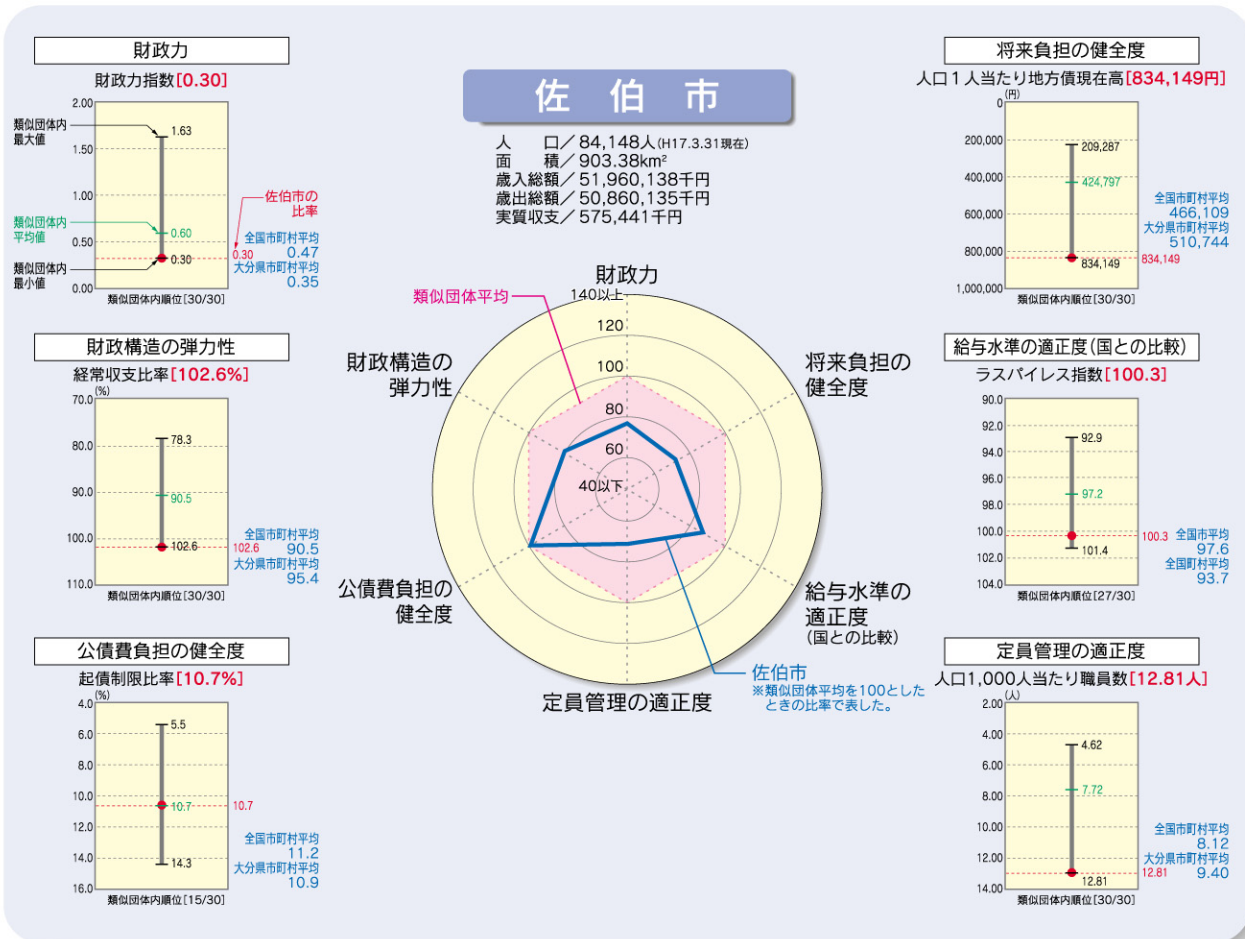 佐伯市
人　　口／84,148人(H17.3.31現在)
面　　積／903.38km²
歳入総額／51,960,138千円
歳出総額／50,860,135千円
実質収支／575,441千円
財政力
財政力指数[0.30]
2.00
1.50
1.00
0.50
0.00
類似団体内
最大値
1.63
類似団体内
平均値
0.60
類似団体内
最小値
0.30
佐伯市の
比率
0.30
全国市町村平均
0.47
大分県市町村平均
0.35
類似団体内順位[30/30]
財政構造の弾力性
経常収支比率[102.6%]
(%)
70.0
80.0
90.0
100.0
110.0
78.3
90.5
102.6
102.6
全国市町村平均
90.5
大分県市町村平均
95.4
類似団体内順位[30/30]
公債費負担の健全度
起債制限比率[10.7%]
(%)
4.0
6.0
8.0
10.0
12.0
14.0
16.0
5.5
10.7
14.3
10.7
全国市町村平均
11.2
大分県市町村平均
10.9
類似団体内順位[15/30]
財政力
140以上
120
100
80
60
40以下
類似団体平均
財政構造の
弾力性
将来負担の
健全度
公債費負担の
健全度
給与水準の
適正度
(国との比較)
定員管理の適正度
佐伯市
※類似団体平均を100とした
ときの比率で表した。
将来負担の健全度
人口1人当たり地方債現在高[834,149円]
(円)
0
200,000
400,000
600,000
800,000
1,000,000
209,287
424,797
834,149
834,149
全国市町村平均
466,109
大分県市町村平均
510,744
類似団体内順位[30/30]
給与水準の適正度(国との比較)
ラスパイレス指数[100.3]
90.0
92.0
94.0
96.0
98.0
100.0
102.0
104.0
92.9
97.2
101.4
100.3
全国市平均
97.6
全国町村平均
93.7
類似団体内順位[27/30]
定員管理の適正度
人口1,000人当たり職員数[12.81人]
(人)
2.00
4.00
6.00
8.00
10.00
12.00
14.00
4.62
7.72
12.81
12.81
全国市町村平均
8.12
大分県市町村平均
9.40
類似団体内順位[30/30]